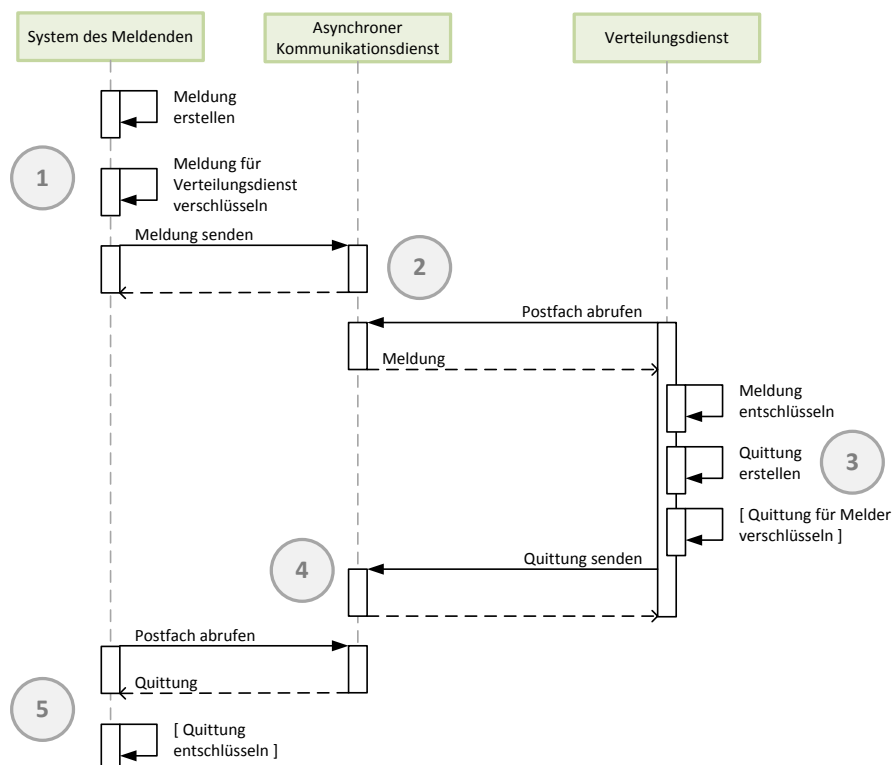 System des Meldenden
Asynchroner
Kommunikationsdienst
Verteilungsdienst
Meldung
erstellen
1
Meldung für
Verteilungsdienst
verschlüsseln
Meldung senden
2
Postfach abrufen
Meldung
Meldung
entschlüsseln
Quittung
erstellen
3
[ Quittung für Melder
verschlüsseln ]
Quittung senden
4
Postfach abrufen
Quittung
5
[ Quittung
entschlüsseln ]